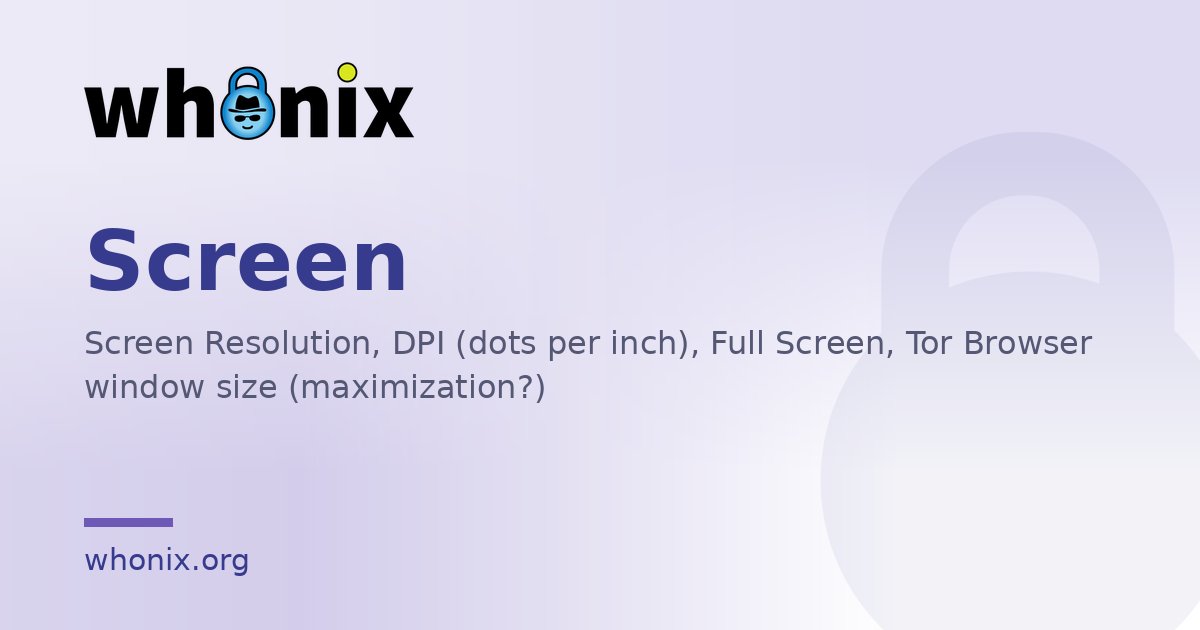 whonix
Screen
Screen Resolution, DPI (dots per inch), Full Screen, Tor Browser
window size (maximization?)
whonix.org